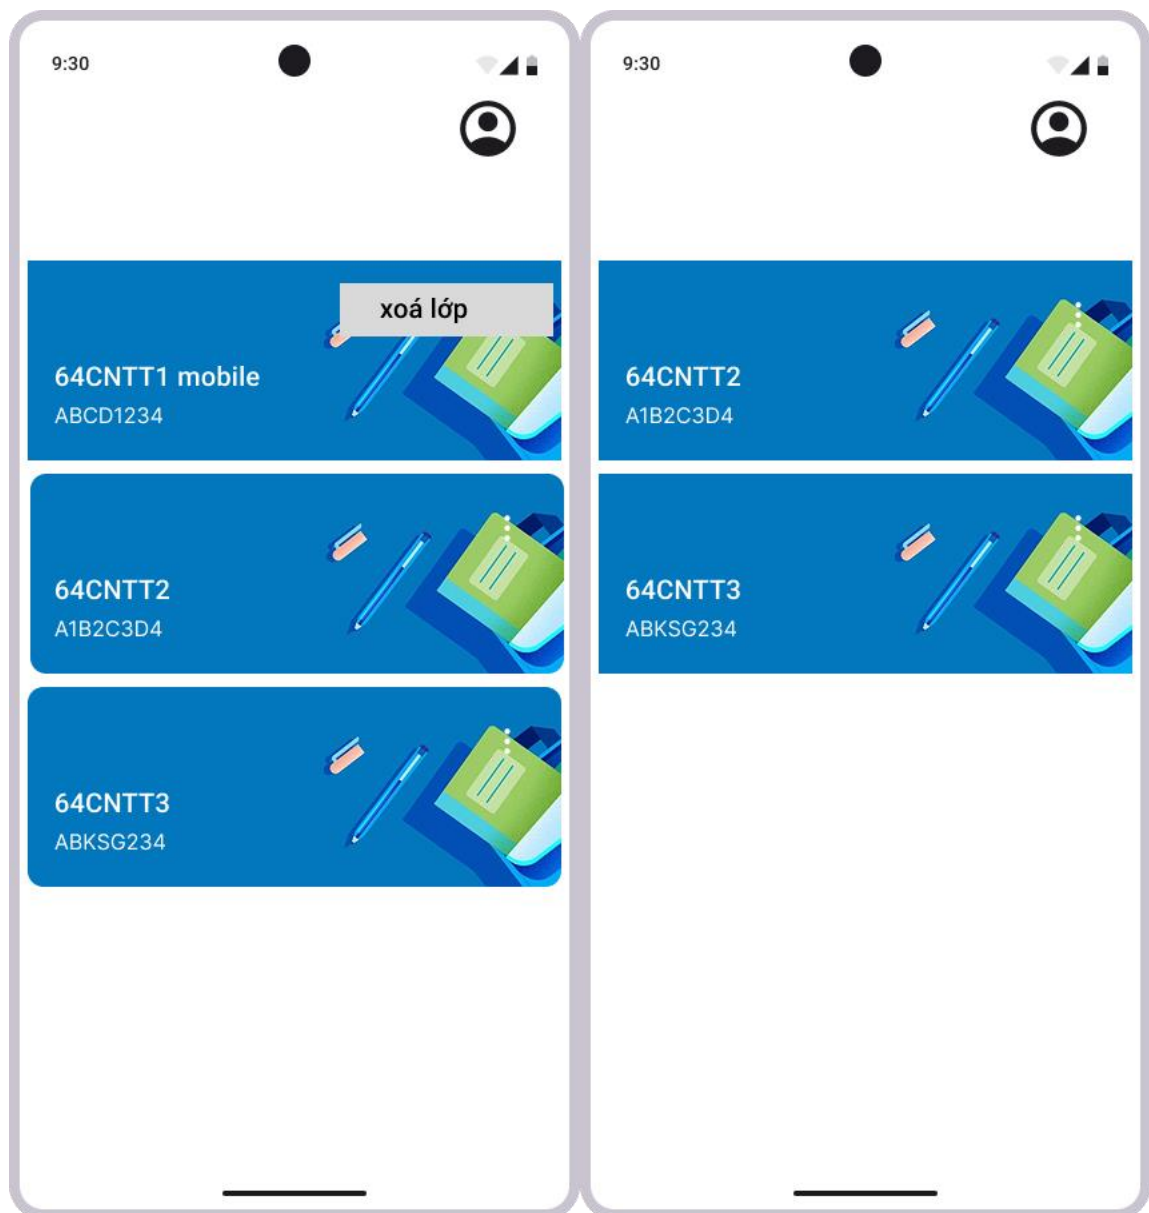 9:30
xoá lớp
64CNTT1 mobile
ABCD1234
64CNTT2
A1B2C3D4
64CNTT3
ABKSG234
9:30
64CNTT2
A1B2C3D4
64CNTT3
ABKSG234